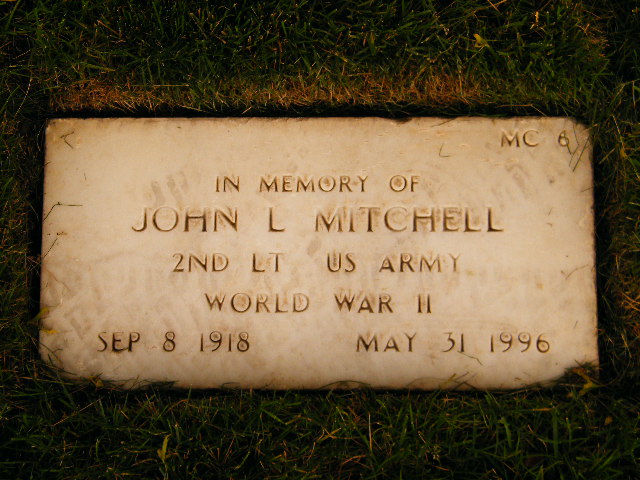 MC 6
IN MEMORY OF
JOHN L MITCHELL
2ND LT US ARMY
WORLD WAR II
SEP 8 1918 MAY 31 1996